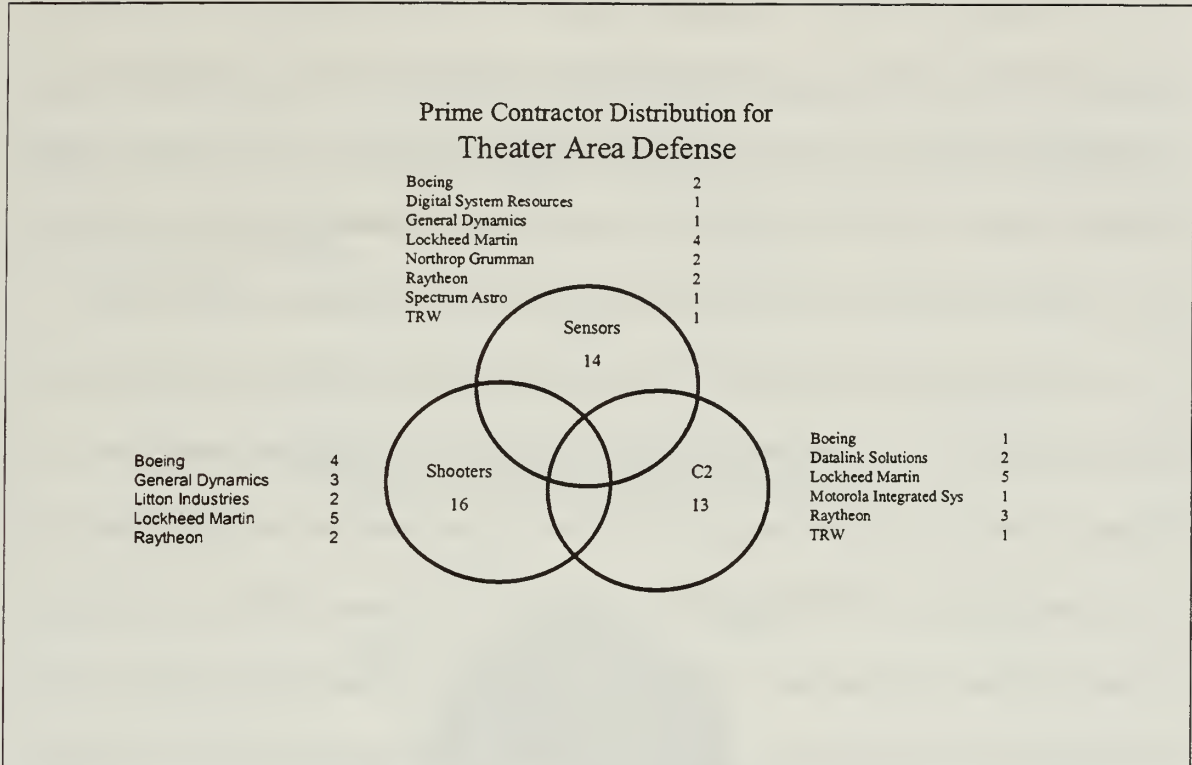 Prime Contractor Distribution for
Theater Area Defense
Boeing 2
Digital System Resources 1
General Dynamics 1
Lockheed Martin 4
Northrop Grumman 2
Raytheon 2
Spectrum Astro 1
TRW 1
Sensors
14
Boeing 4
General Dynamics 3
Litton Industries 2
Lockheed Martin 5
Raytheon 2
Shooters
16
C2
13
Boeing 1
Datalink Solutions 2
Lockheed Martin 5
Motorola Integrated Sys 1
Raytheon 3
TRW 1